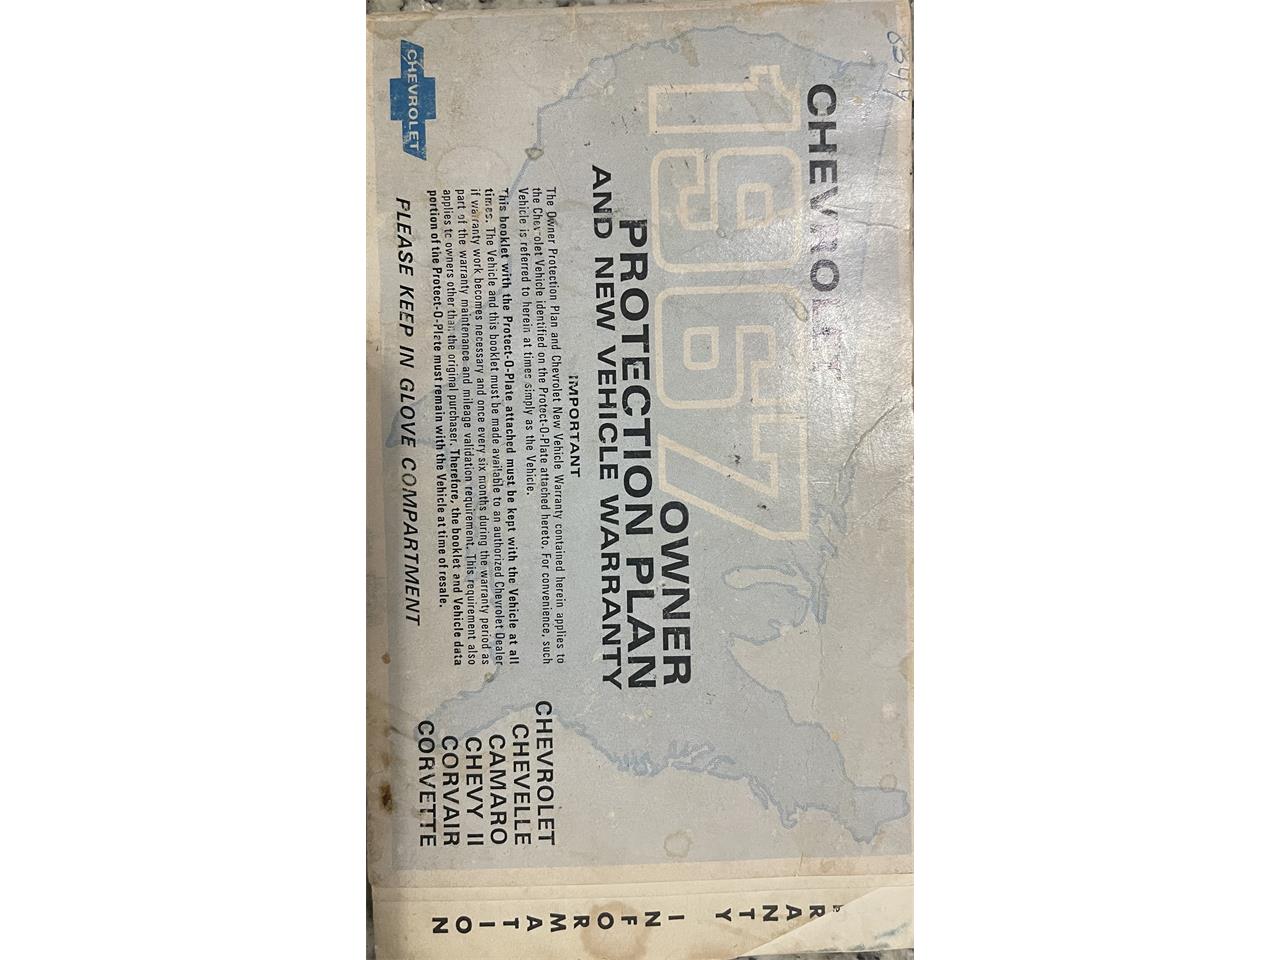 8344
CHEVROLET
1967
OWNER
PROTECTION PLAN
AND NEW VEHICLE WARRANTY
IMPORTANT
The Owner Protection Plan and Chevrolet New Vehicle Warranty contained herein applies to
the Chevrolet Vehicle identified on the Protect-O-Plate attached hereto. For convenience, such
Vehicle is referred to herein at times simply as the Vehicle.
This booklet with the Protect-O-Plate attached must be kept with the Vehicle at all
times. The Vehicle and this booklet must be made available to an authorized Chevrolet Dealer
if warranty work becomes necessary and once every six months during the warranty period as
part of the warranty maintenance and mileage validation requirement. This requirement also
applies to owners other than the original purchaser. Therefore, the booklet and Vehicle data
portion of the Protect-O-Plate must remain with the Vehicle at time of resale.
CHEVROLET
PLEASE KEEP IN GLOVE COMPARTMENT
CHEVROLET
CHEVELLE
CAMARO
CHEVY II
CORVAIR
CORVETTE
RANTY INFORMATION